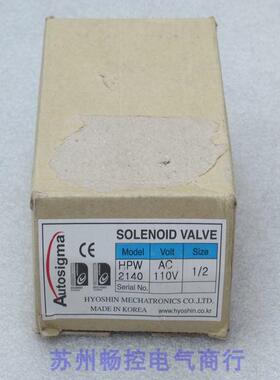 Autosigma
CE
SOLENOID VALVE
Model Volt Size
HPW 2140 AC 110V 1/2
Serial No.
HYOSHIN MECHATRONICS CO.,LTD.
MADE IN KOREA www.hyoshin.co.kr
苏州畅控电气商行